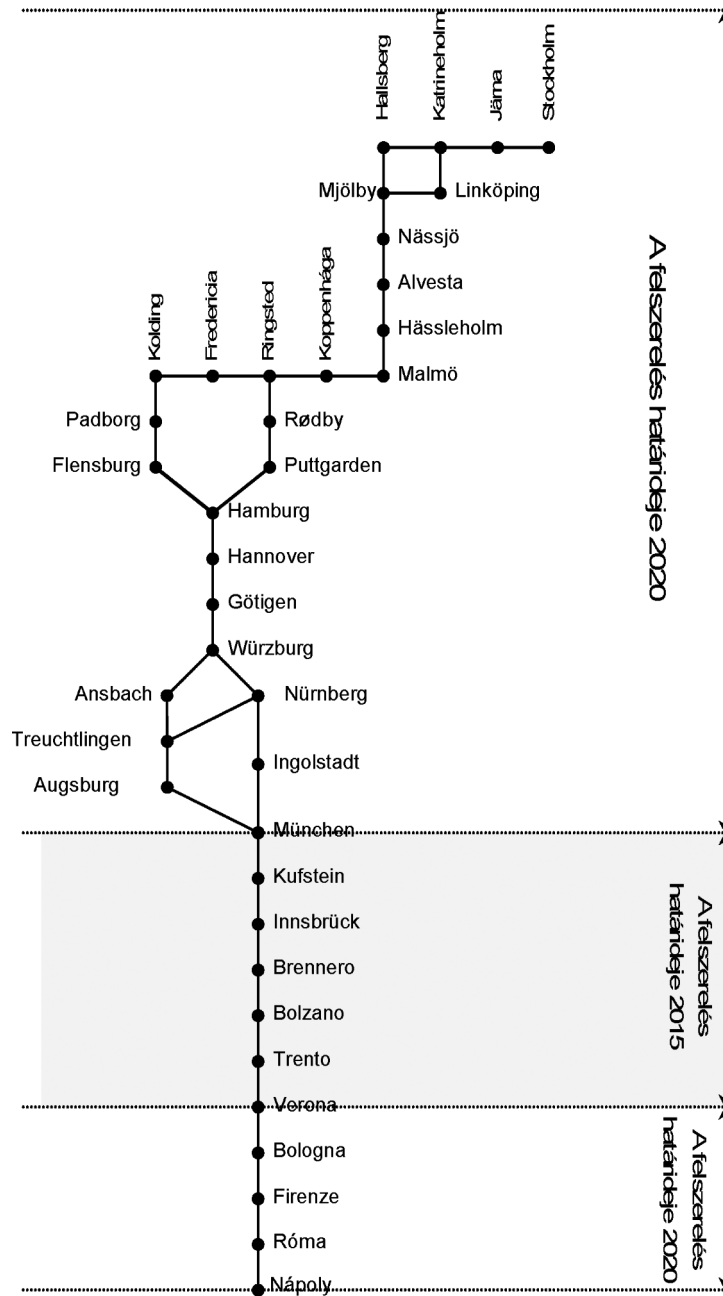 Hallsberg
Katrineholm
Järna
Stockholm
Mjölby
Linköping
Nässjö
Alvesta
Hässleholm
Malmö
Kolding
Fredericia
Ringsted
Koppenhága
Padborg
Rødby
Flensburg
Puttgarden
Hamburg
Hannover
Götigen
Würzburg
Ansbach
Nürnberg
Treuchtlingen
Ingolstadt
Augsburg
München
Kufstein
Innsbrück
Brennero
Bolzano
Trento
Verona
Bologna
Firenze
Róma
Nápoly
A felszerelés határideje 2020
A felszerelés
határideje 2015
A felszerelés
határideje 2020